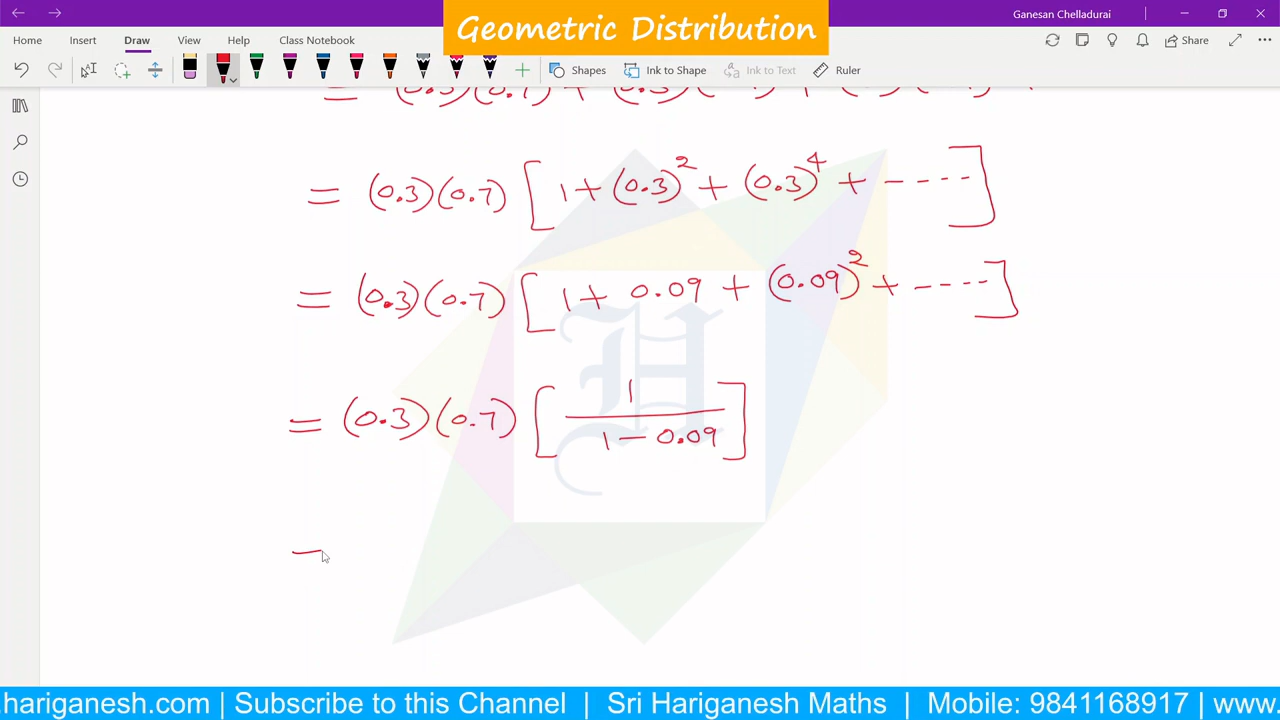 Geometric Distribution
Ganesan Chelladurai
Home Insert Draw View Help Class Notebook
Share
Shapes Ink to Shape Ink to Text Ruler
= (0.3)(0.7) [ 1 + (0.3)^2 + (0.3)^4 + ----- ]
= (0.3)(0.7) [ 1 + 0.09 + (0.09)^2 + ----- ]
= (0.3)(0.7) [ 1 / 1 - 0.09 ]
H
.hariganesh.com | Subscribe to this Channel | Sri Hariganesh Maths | Mobile: 9841168917 | www.